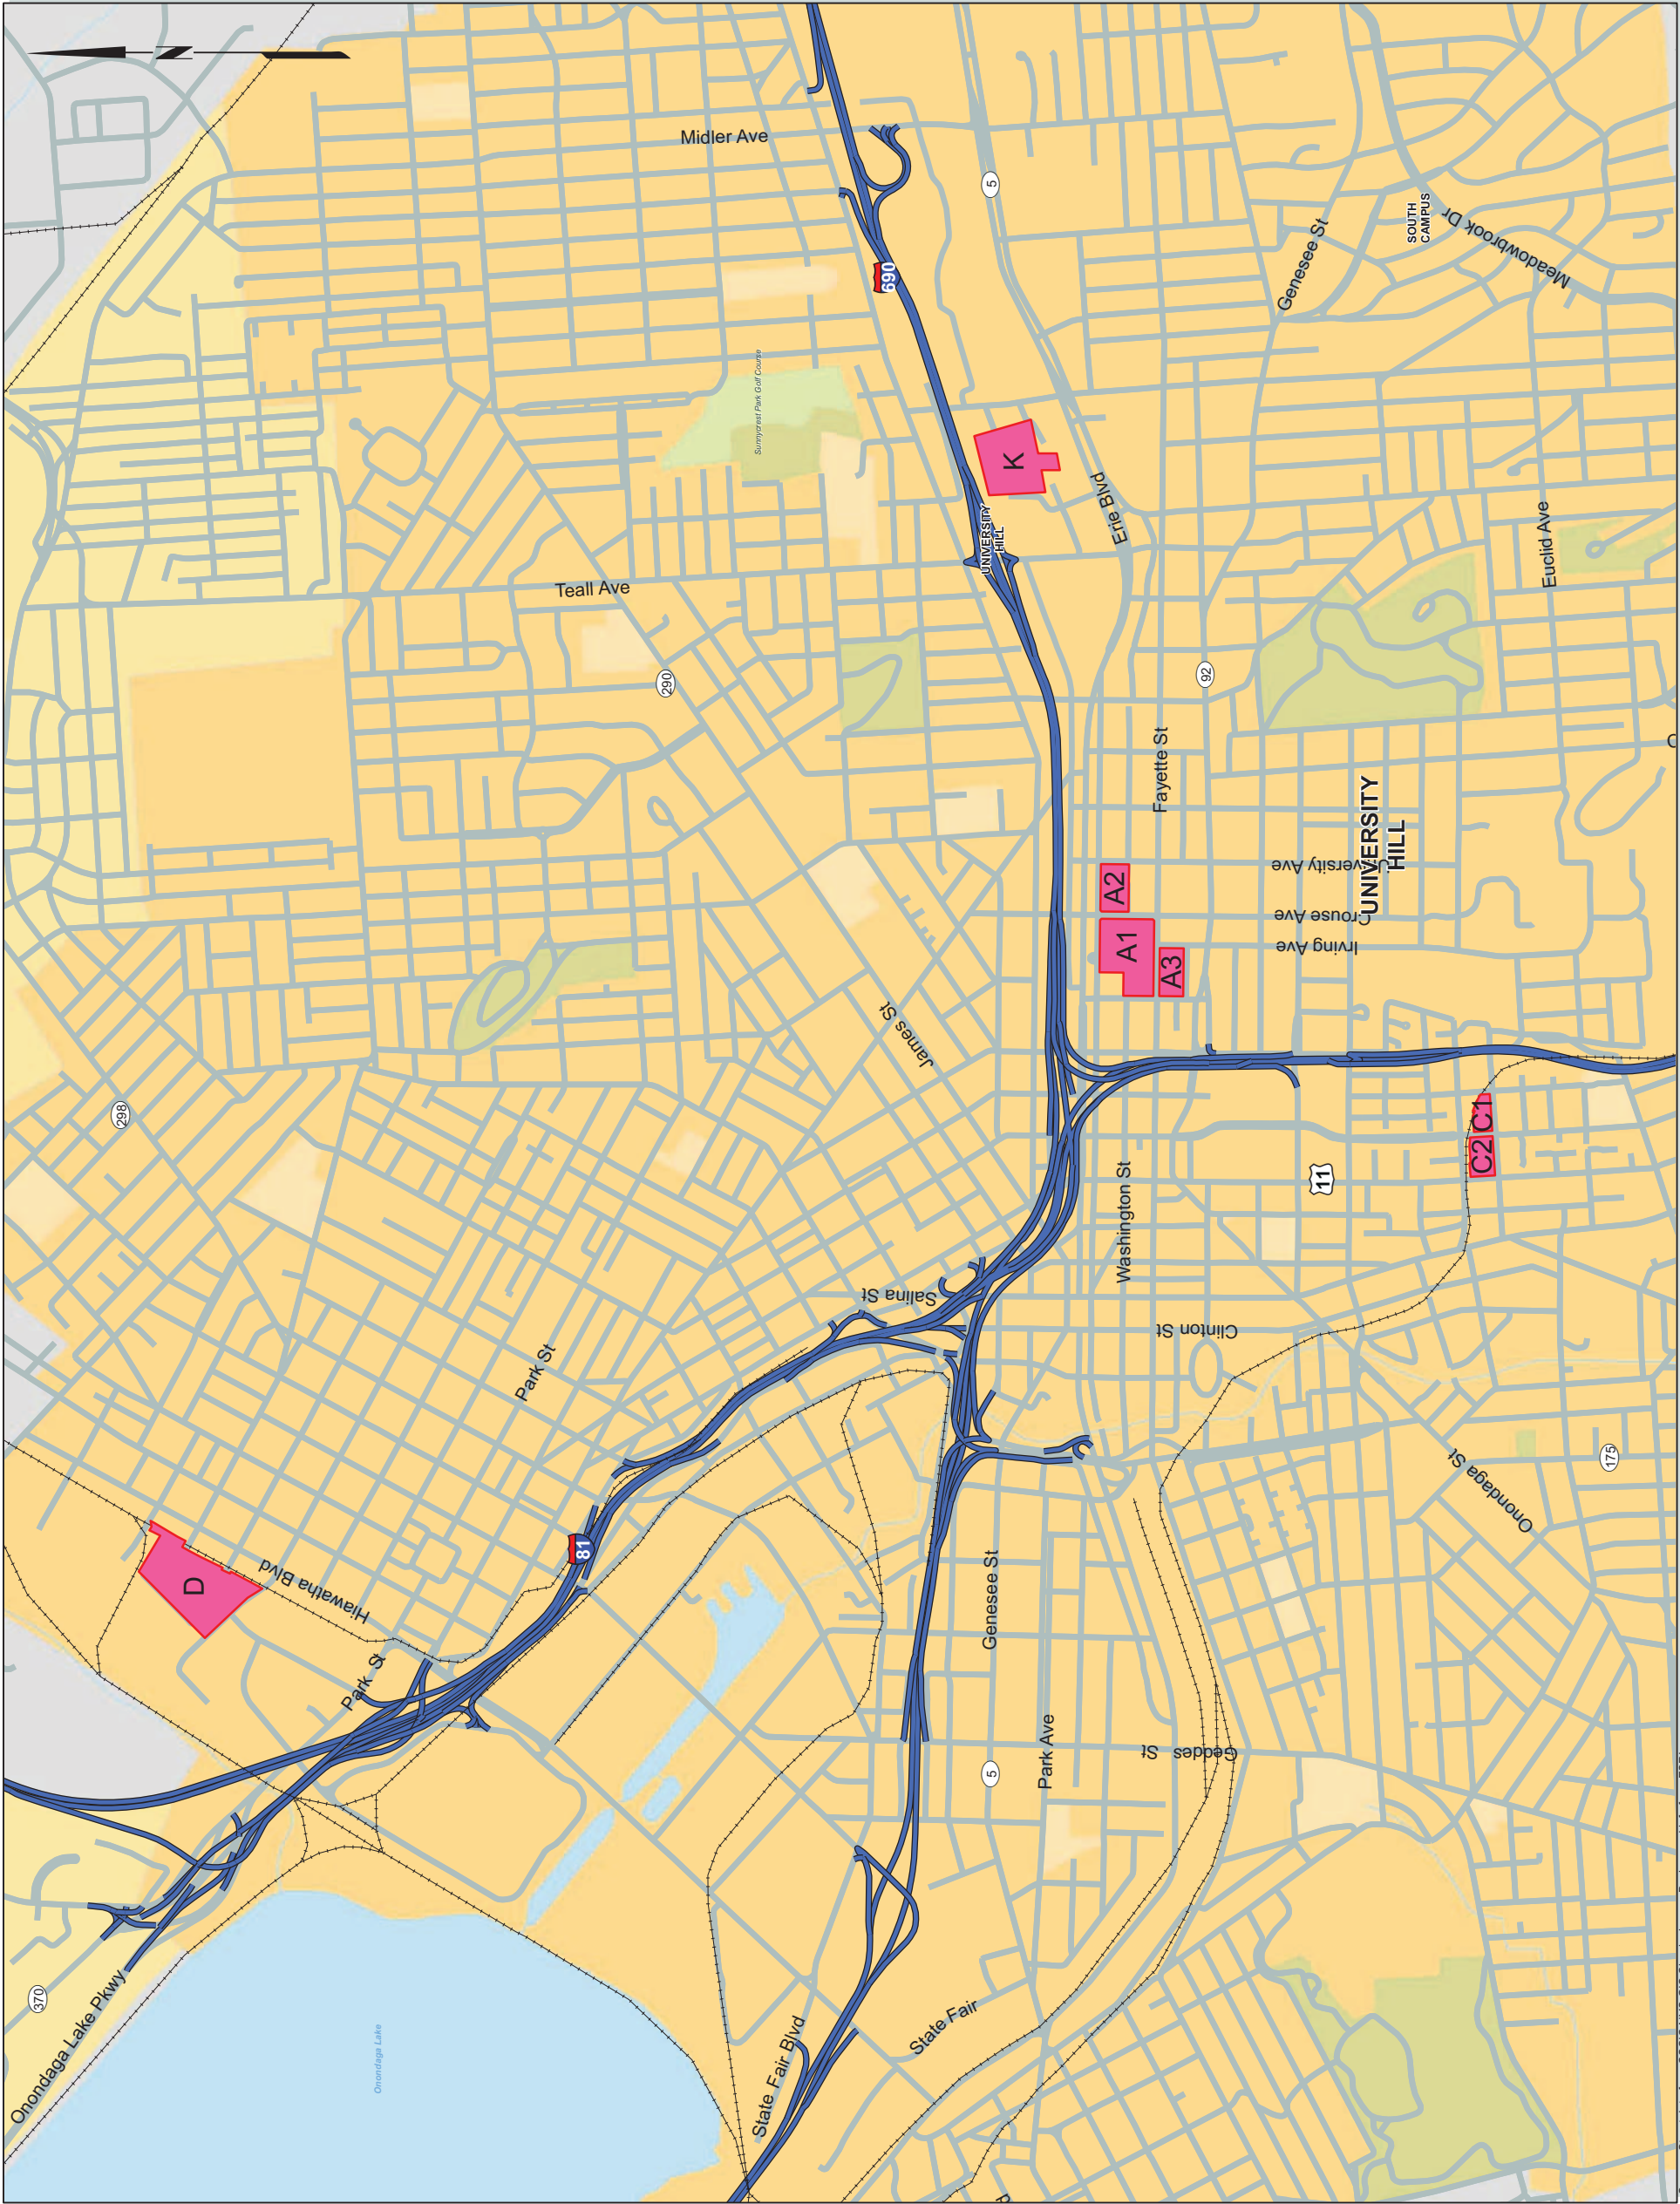 N
Midler Ave
5
690
Genesee St
SOUTH
CAMPUS
Meadowbrook Dr
Sunnycrest Park Golf Course
K
UNIVERSITY
HILL
Erie Blvd
Euclid Ave
Teall Ave
290
92
Fayette St
UNIVERSITY
HILL
University Ave
Crouse Ave
Irving Ave
A2
A1
A3
James St
298
C1
C2
11
Washington St
Salina St
Clinton St
Park St
Onondaga St
175
81
D
Hiawatha Blvd
Park St
Genesee St
5
Park Ave
Geddes St
370
Onondaga Lake Pkwy
Onondaga Lake
State Fair Blvd
State Fair